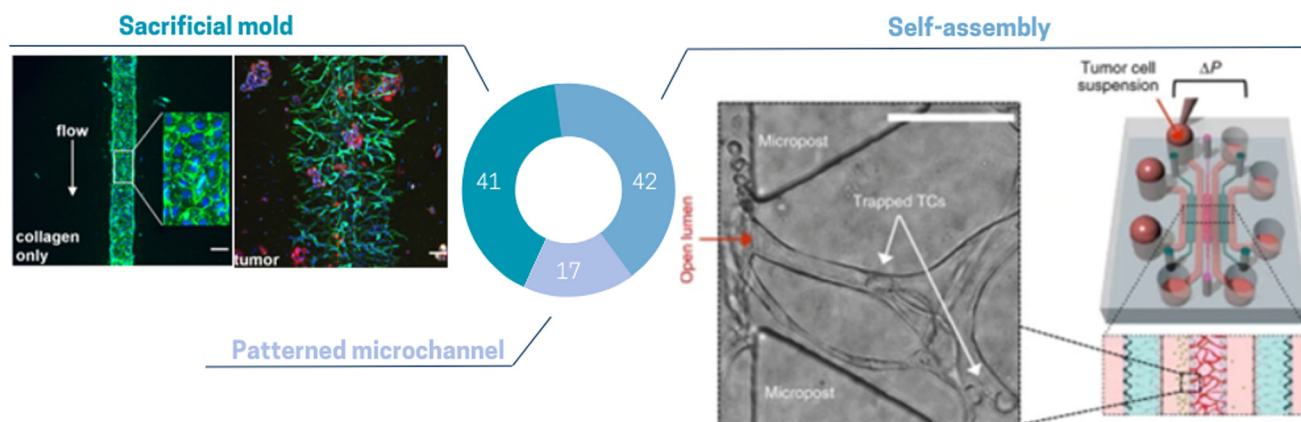 Sacrificial mold
Self-assembly
flow
collagen
only
tumor
41
42
17
Patterned microchannel
Open lumen
Micropost
Trapped TCs
Micropost
Tumor cell
suspension
ΔP